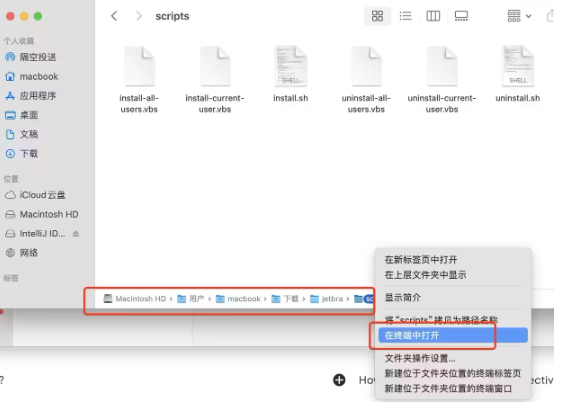 scripts
个人收藏
隔空投送
macbook
应用程序
桌面
文稿
下载
位置
iCloud云盘
Macintosh HD
IntelliJ ID...
网络
标签
install-all-users.vbs
install-current-user.vbs
SHELL
install.sh
uninstall-all-users.vbs
uninstall-current-user.vbs
SHELL
uninstall.sh
Macintosh HD › 用户 › macbook › 下载 › jetbra ›
在新标签页中打开
在上层文件夹中显示
显示简介
将“scripts”拷贝为路径名称
在终端中打开
文件夹操作设置...
新建位于文件夹位置的终端标签页
新建位于文件夹位置的终端窗口
?